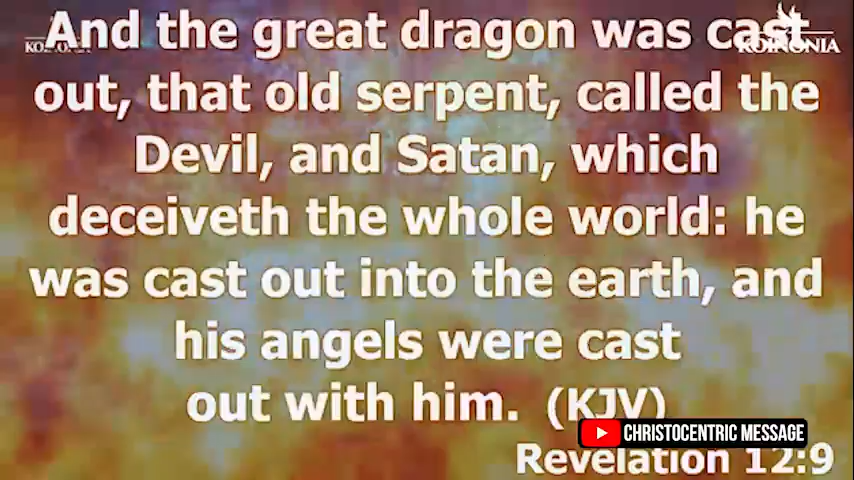 And the great dragon was cast
out, that old serpent, called the
Devil, and Satan, which
deceiveth the whole world: he
was cast out into the earth, and
his angels were cast
out with him. (KJV)
Revelation 12:9
KOINONIA
KOINONIA
CHRISTOCENTRIC MESSAGE